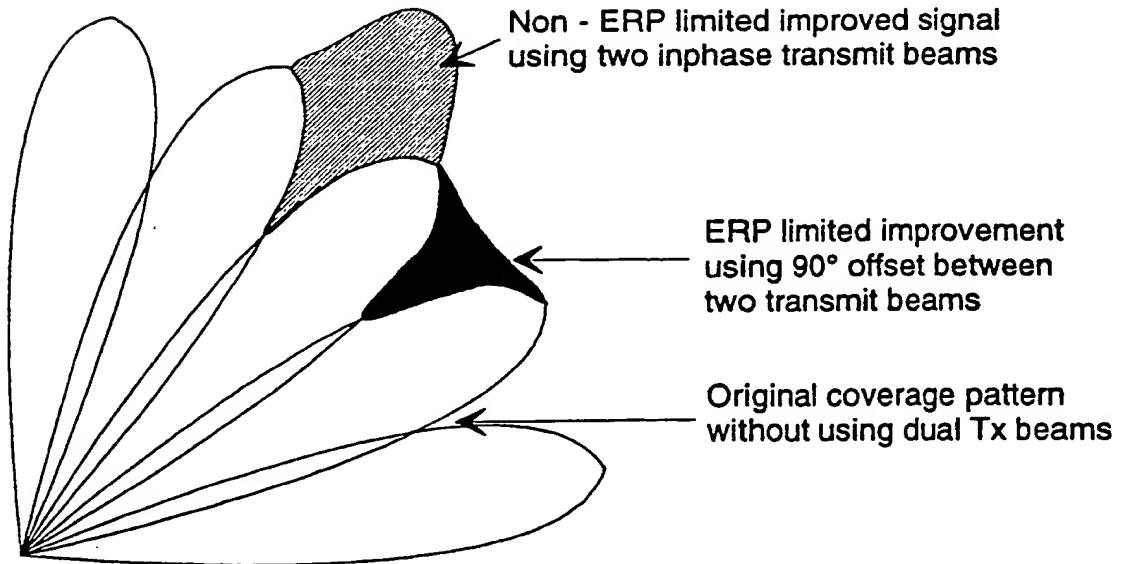 Non - ERP limited improved signal
using two inphase transmit beams
ERP limited improvement
using 90° offset between
two transmit beams
Original coverage pattern
without using dual Tx beams